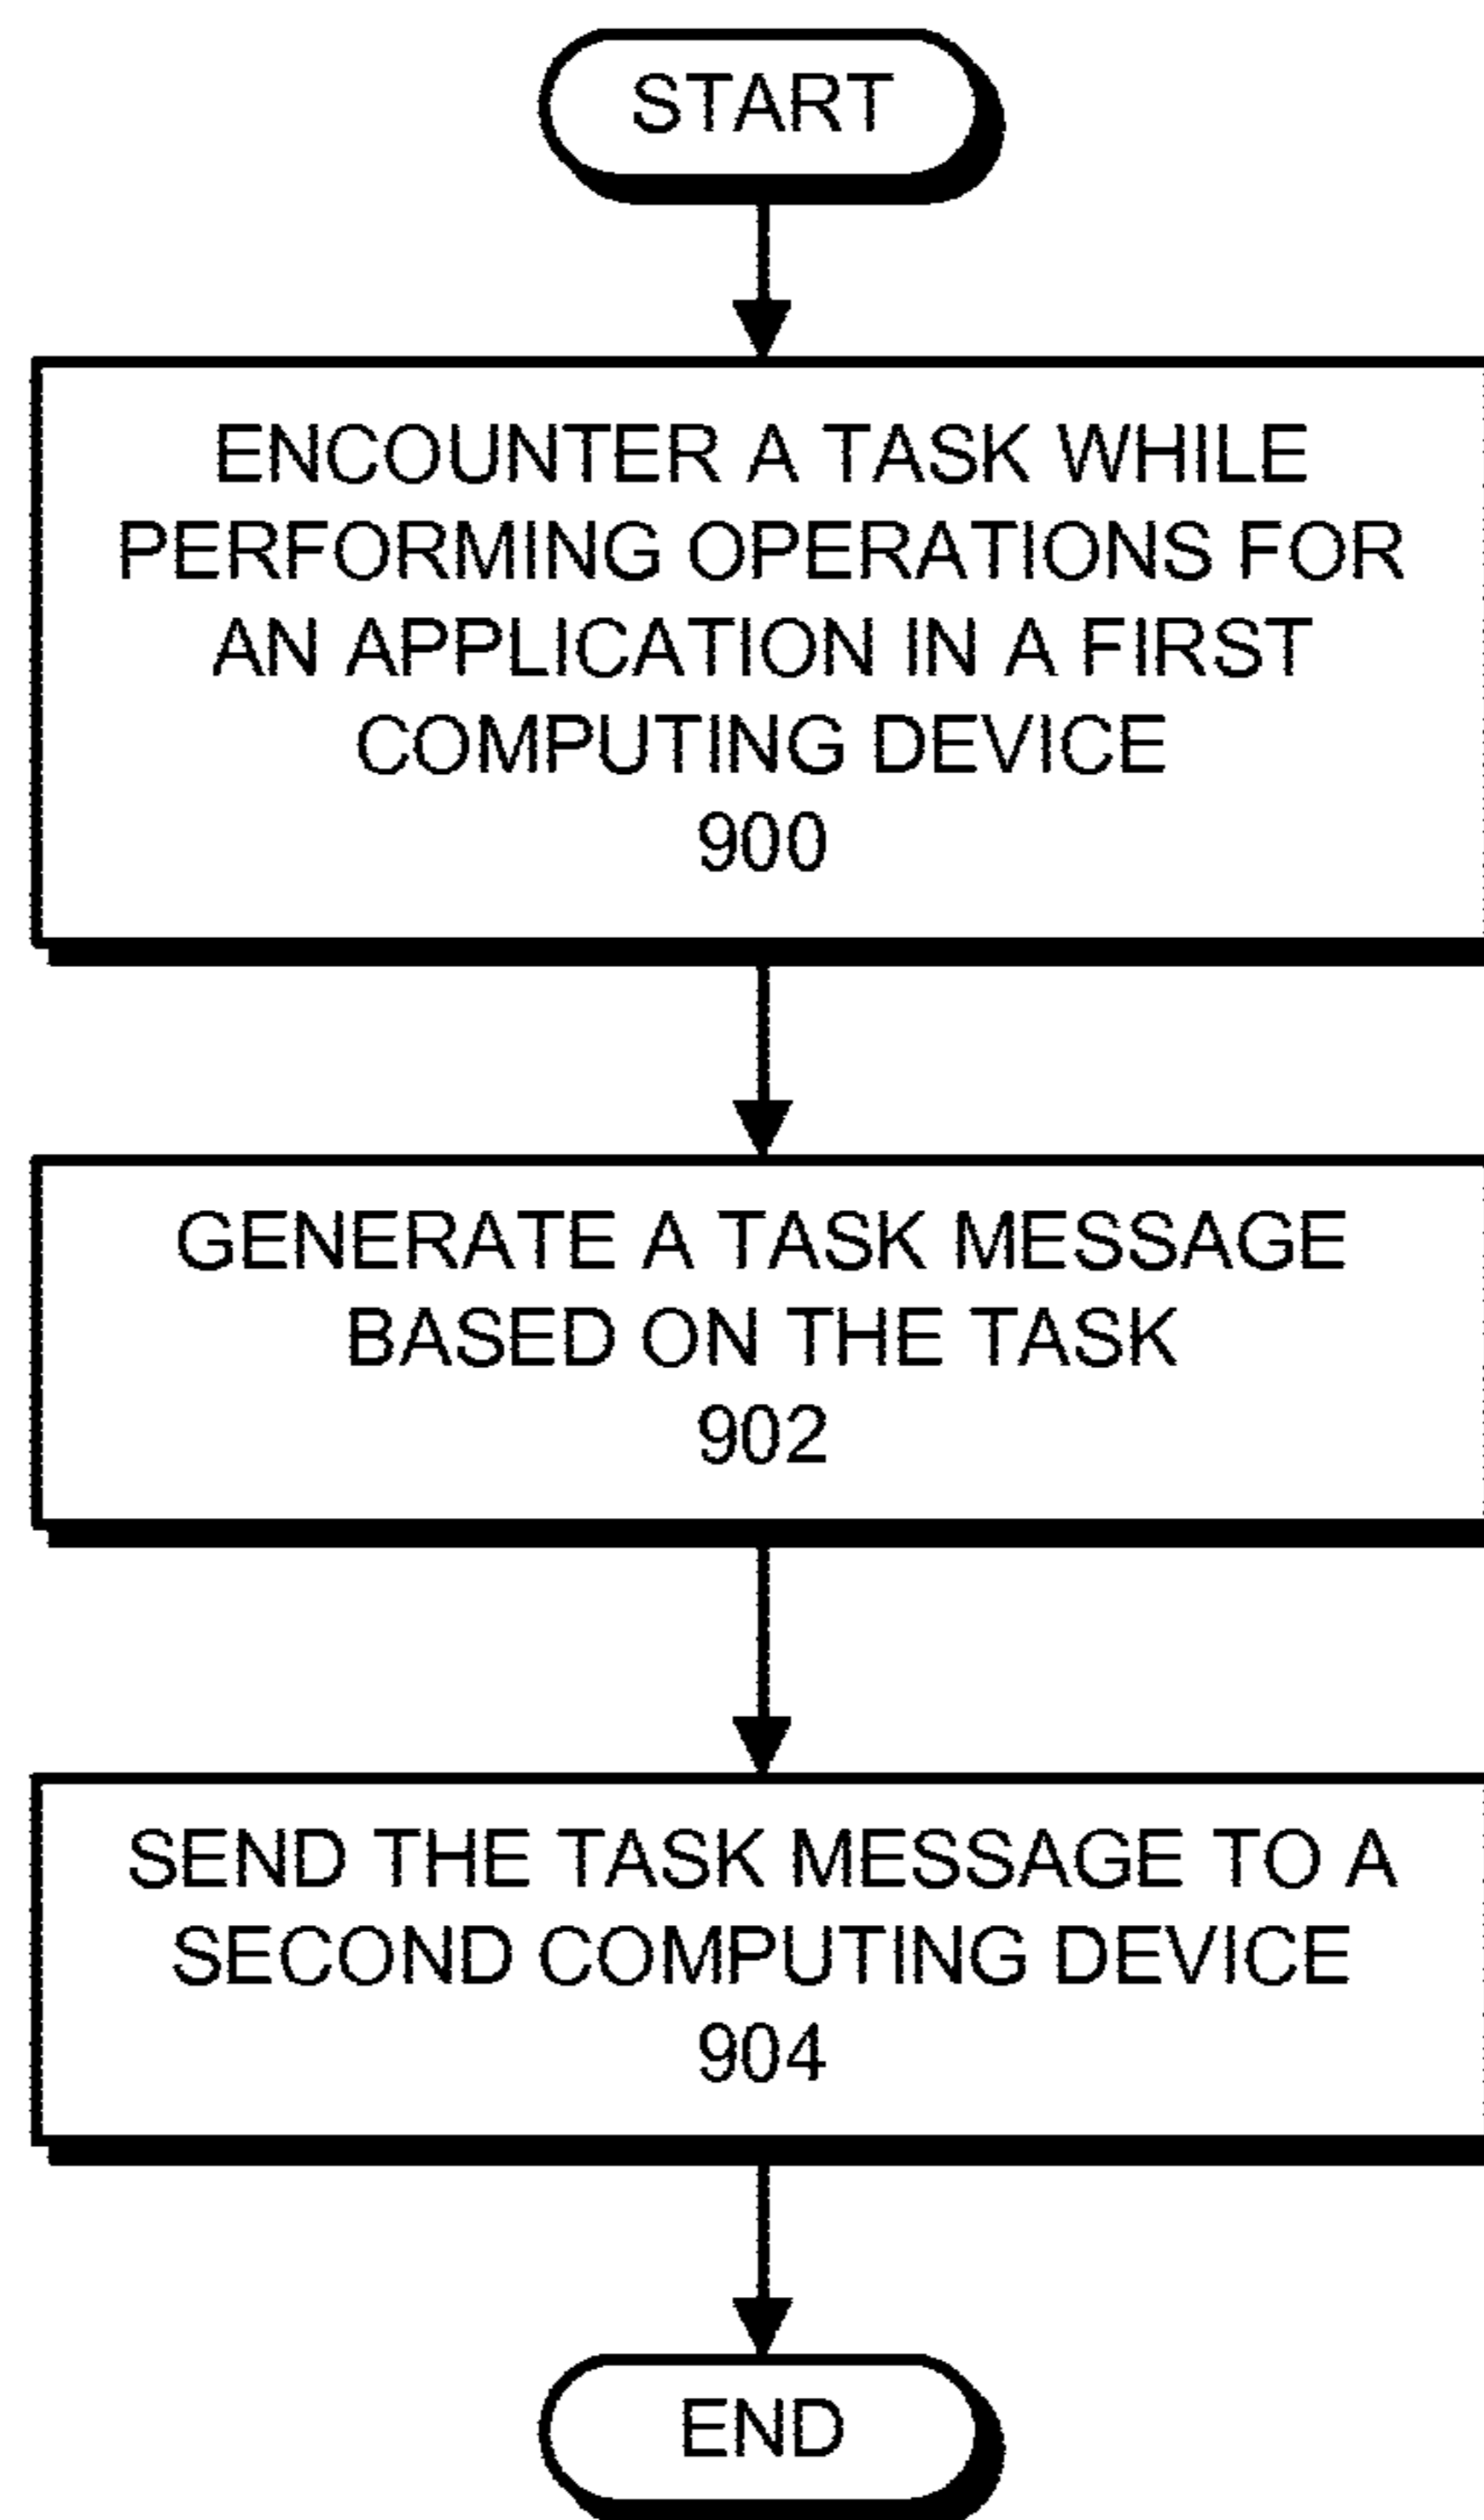 START
ENCOUNTER A TASK WHILE
PERFORMING OPERATIONS FOR
AN APPLICATION IN A FIRST
COMPUTING DEVICE
900
GENERATE A TASK MESSAGE
BASED ON THE TASK
902
SEND THE TASK MESSAGE TO A
SECOND COMPUTING DEVICE
904
END